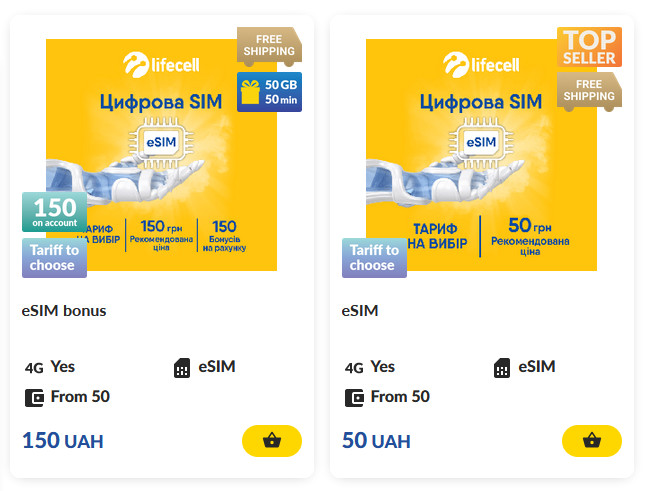 FREE
SHIPPING
50 GB
50 min
lifecell
Цифрова SIM
eSIM
150
on account
Tariff to
choose
ТАРИФ
НА ВИБІР
150 грн
Рекомендована
ціна
150
Бонусів
на рахунку
eSIM bonus
4G Yes
eSIM
From 50
150 UAH
TOP
SELLER
FREE
SHIPPING
lifecell
Цифрова SIM
eSIM
Tariff to
choose
ТАРИФ
НА ВИБІР
50 грн
Рекомендована
ціна
eSIM
4G Yes
eSIM
From 50
50 UAH